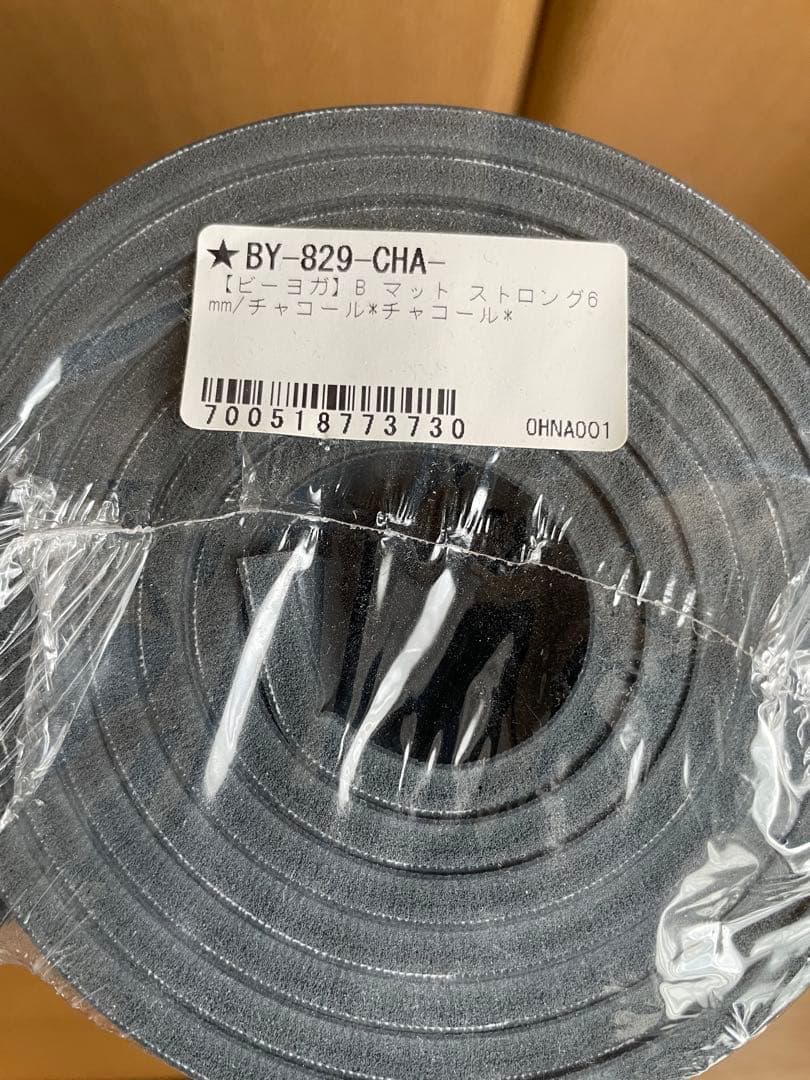 ★BY-829-CHA-
【ビーヨガ】B マット ストロング6
mm/チャコール*チャコール*
700518773730
OHNA001